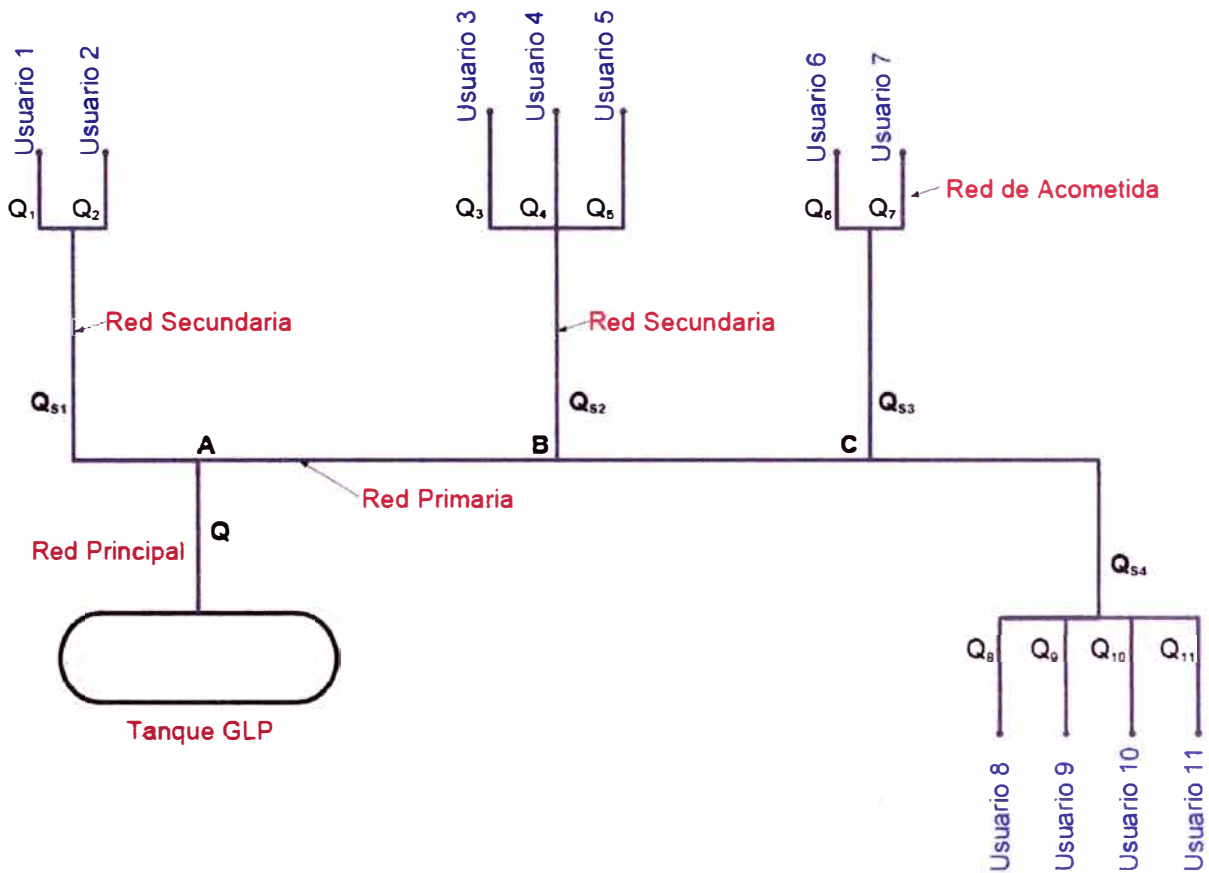 Usuario 1
Usuario 2
Usuario 3
Usuario 4
Usuario 5
Usuario 6
Usuario 7
Q₁
Q₂
Q₃
Q₄
Q₅
Q₆
Q₇
Red de Acometida
Red Secundaria
Red Secundaria
Qs₁
Qs₂
Qs₃
A
B
C
Red Primaria
Q
Red Principal
Qs₄
Tanque GLP
Q₈
Q₉
Q₁₀
Q₁₁
Usuario 8
Usuario 9
Usuario 10
Usuario 11